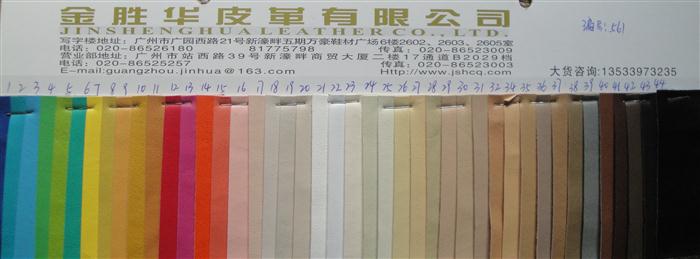 金胜华皮革有限公司
JINSHENGHUA LEATHER CO., LTD.
编号: 561
写字楼地址: 广州市广园西路21号新濠畔五期万豪鞋材广场6楼2602、2603、2605室
电话: 020-86526180 81775798 传真: 020-86523009
营业部地址: 广州市站西路39号新濠畔商贸大厦二楼17通道B2029档
电话: 020-86525257 传真: 020-86523003
E-mail:guangzhou.jinhua@163.com Http://www.jshcq.com
大货咨询: 13533973235
1 2 3 4 5 6 7 8 9 10 11 12 13 14 15 16 17 18 19 20 21 22 23 24 25 26 27 28 29 30 31 32 33 34 35 36 37 38 39 40 41 42 43 44